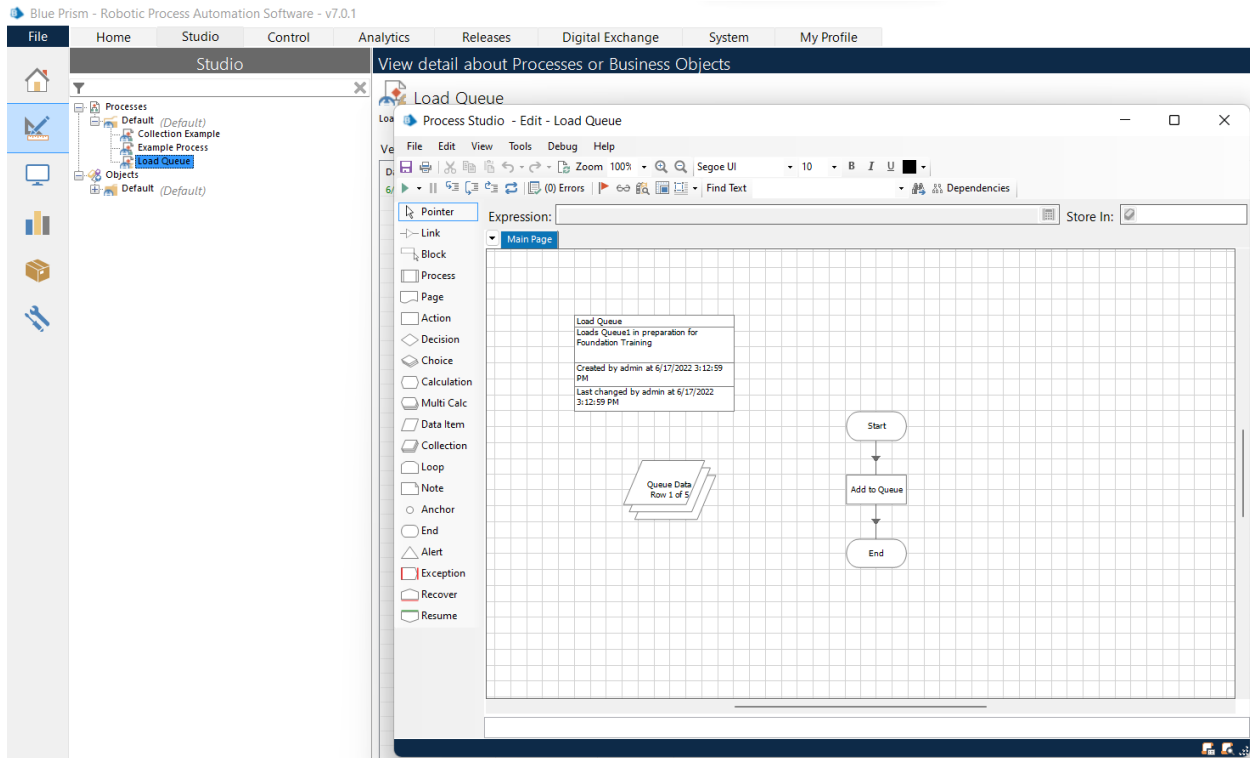 Blue Prism - Robotic Process Automation Software - v7.0.1
File Home Studio Control Analytics Releases Digital Exchange System My Profile
Studio
View detail about Processes or Business Objects
Processes
Default (Default)
Collection Example
Example Process
Load Queue
Objects
Default (Default)
Load Queue
Loa
Ve
D
6/
Process Studio - Edit - Load Queue
File Edit View Tools Debug Help
Zoom 100% Segoe UI 10 B I U
(0) Errors Find Text Dependencies
Expression: Store In:
Main Page
Pointer
Link
Block
Process
Page
Action
Decision
Choice
Calculation
Multi Calc
Data Item
Collection
Loop
Note
Anchor
End
Alert
Exception
Recover
Resume
Load Queue
Loads Queue1 in preparation for
Foundation Training
Created by admin at 6/17/2022 3:12:59
PM
Last changed by admin at 6/17/2022
3:12:59 PM
Queue Data
Row 1 of 5
Start
Add to Queue
End